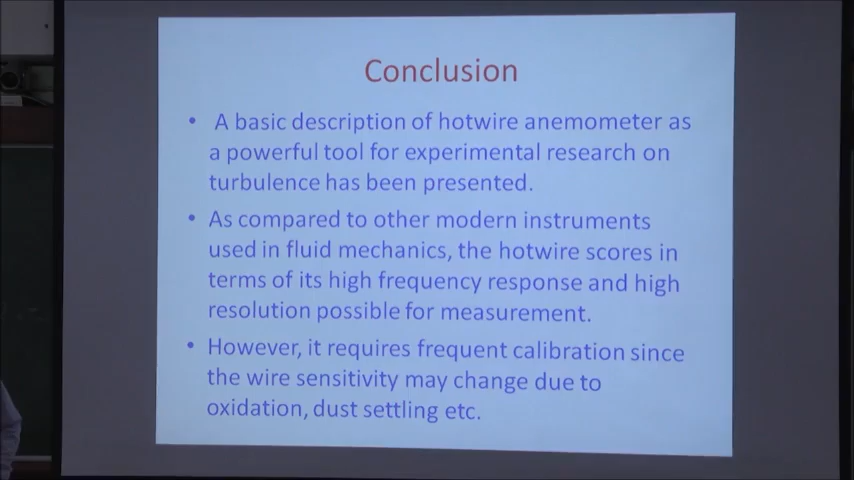 Conclusion
• A basic description of hotwire anemometer as
a powerful tool for experimental research on
turbulence has been presented.
• As compared to other modern instruments
used in fluid mechanics, the hotwire scores in
terms of its high frequency response and high
resolution possible for measurement.
• However, it requires frequent calibration since
the wire sensitivity may change due to
oxidation, dust settling etc.